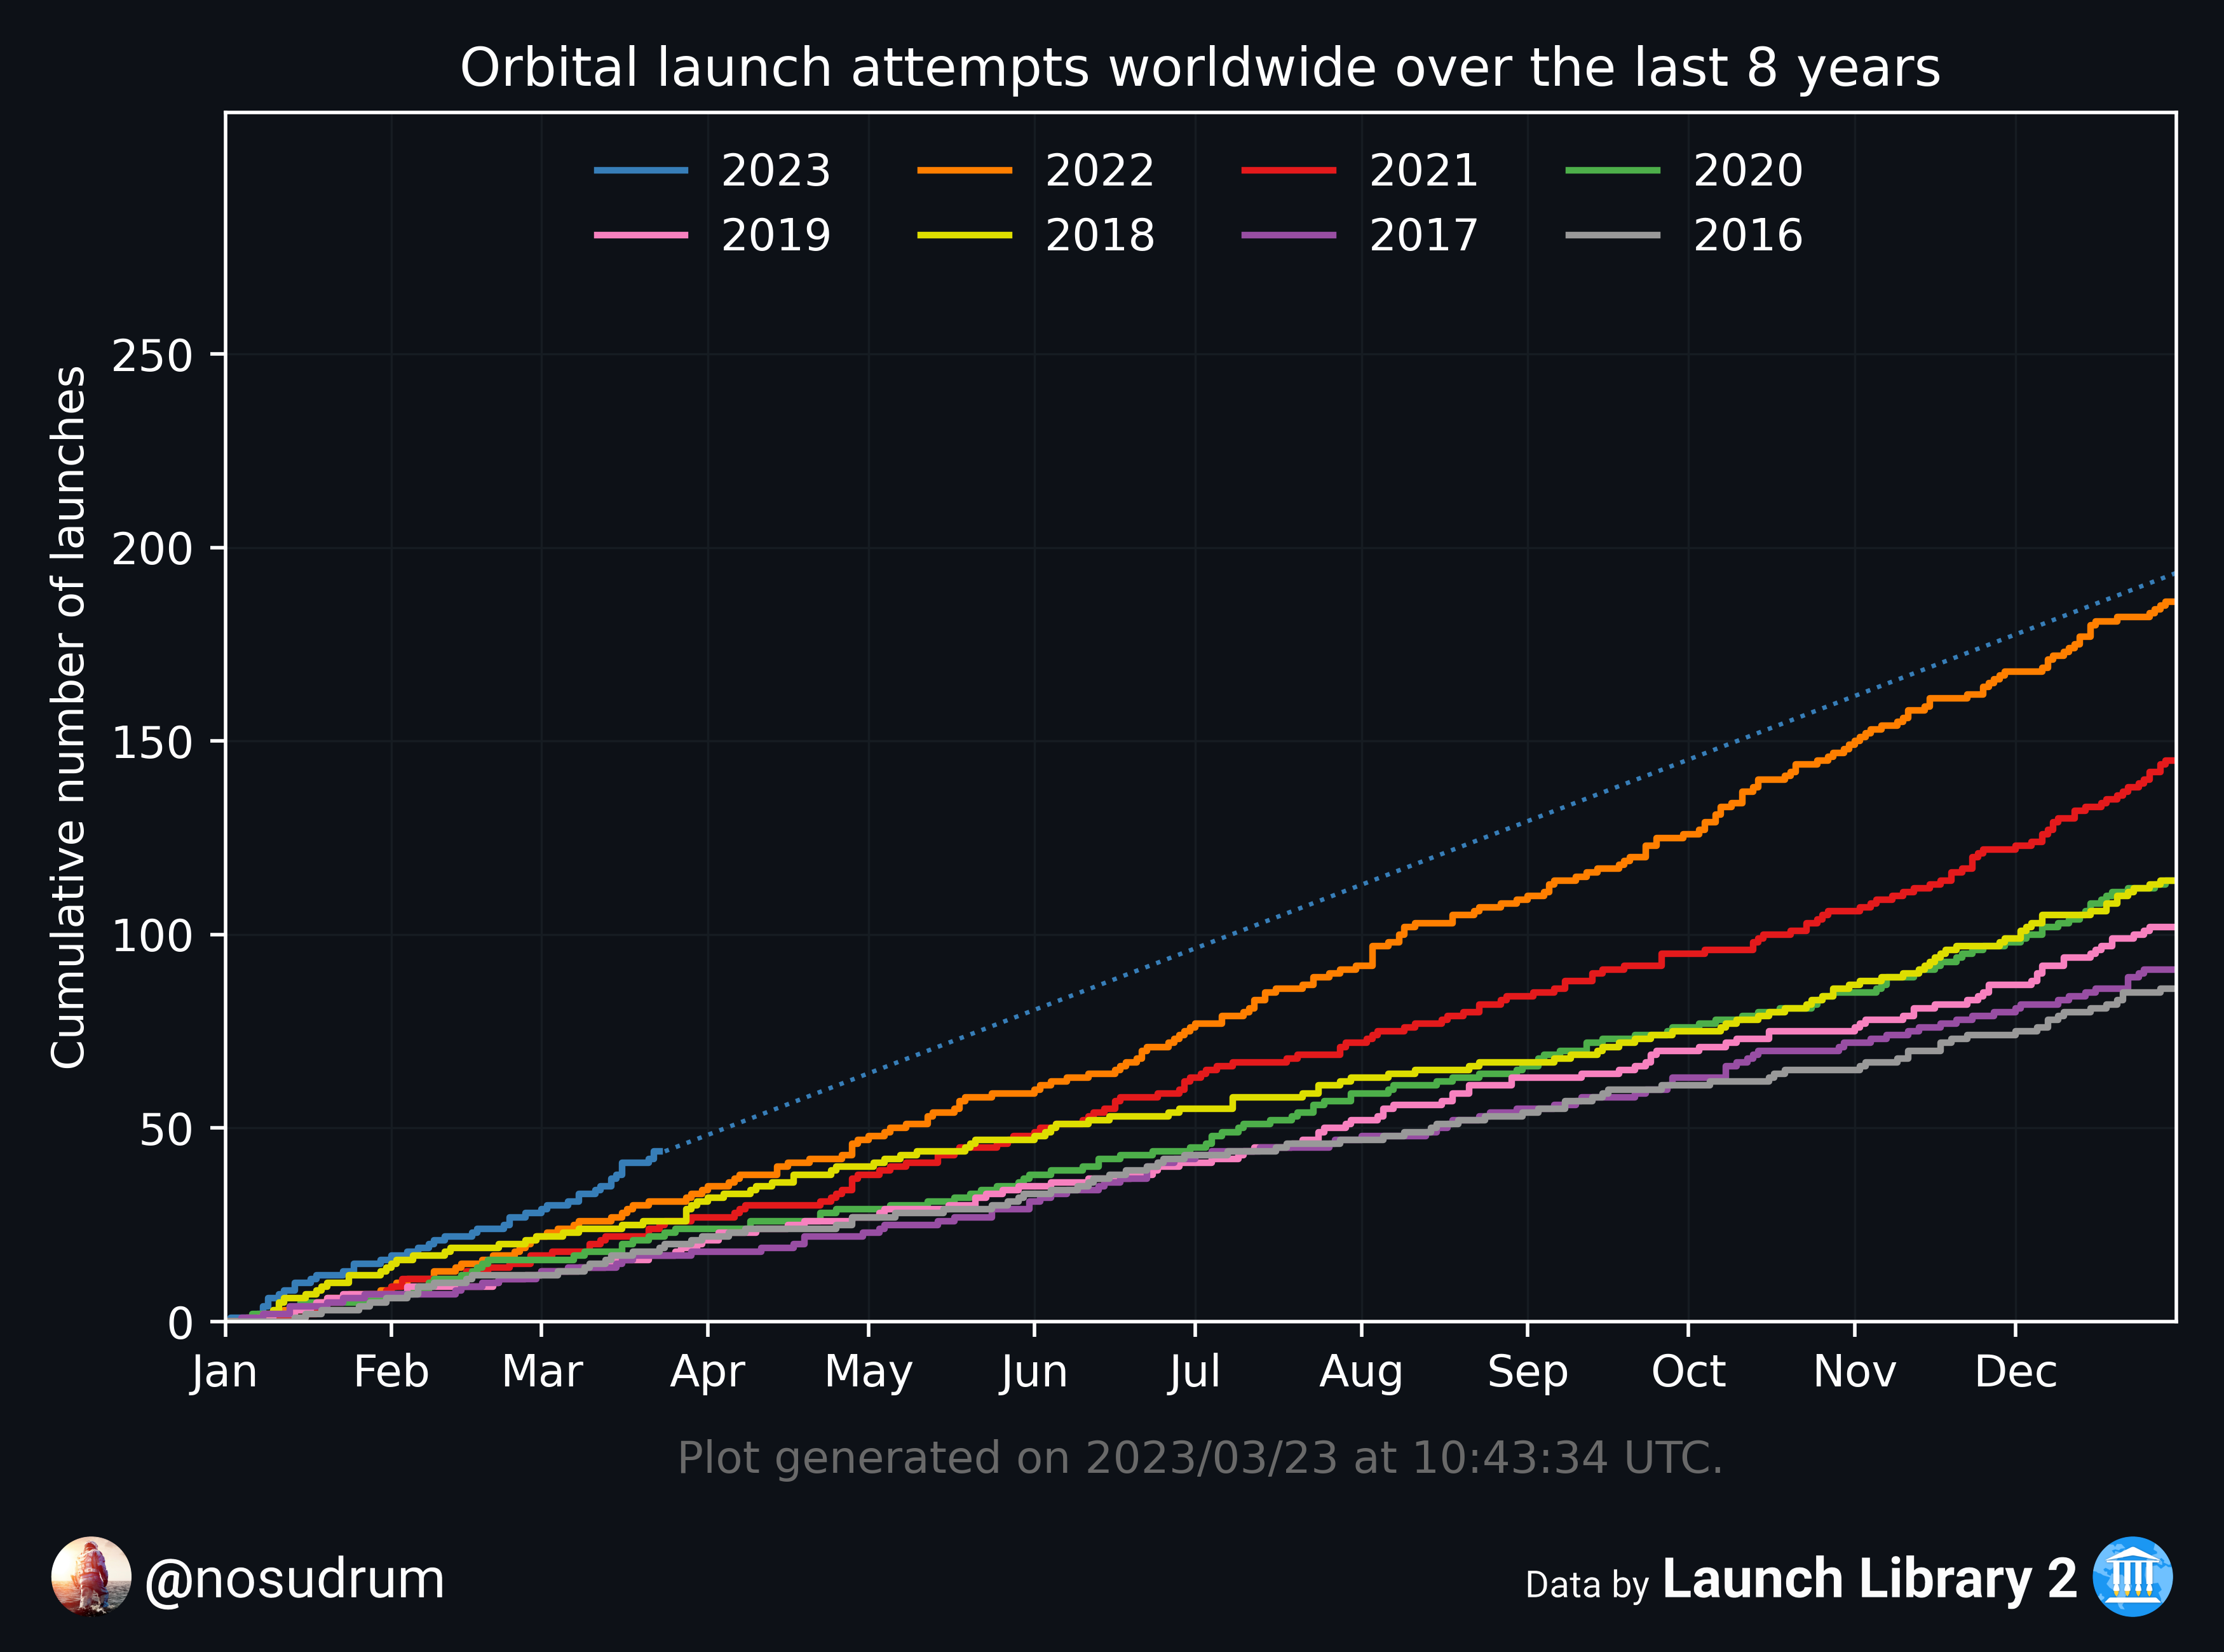 Orbital launch attempts worldwide over the last 8 years
2023 2022 2021 2020
2019 2018 2017 2016
Cumulative number of launches
250
200
150
100
50
0
Jan Feb Mar Apr May Jun Jul Aug Sep Oct Nov Dec
Plot generated on 2023/03/23 at 10:43:34 UTC.
@nosudrum
Data by Launch Library 2